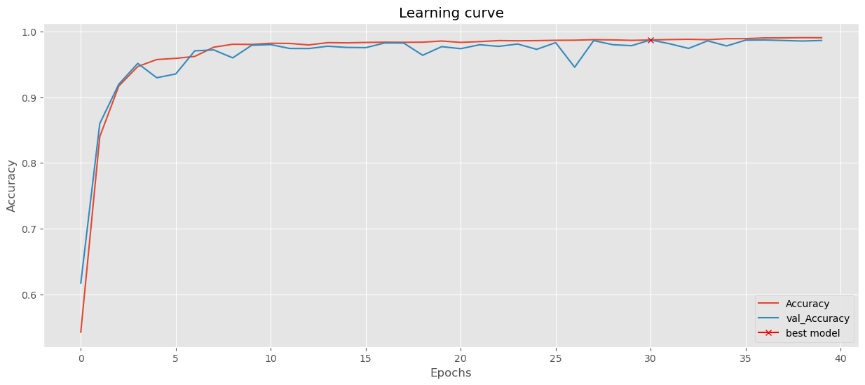 Learning curve
1.0
0.9
0.8
0.7
0.6
Accuracy
0 5 10 15 20 25 30 35 40
Epochs
Accuracy
val_Accuracy
best model